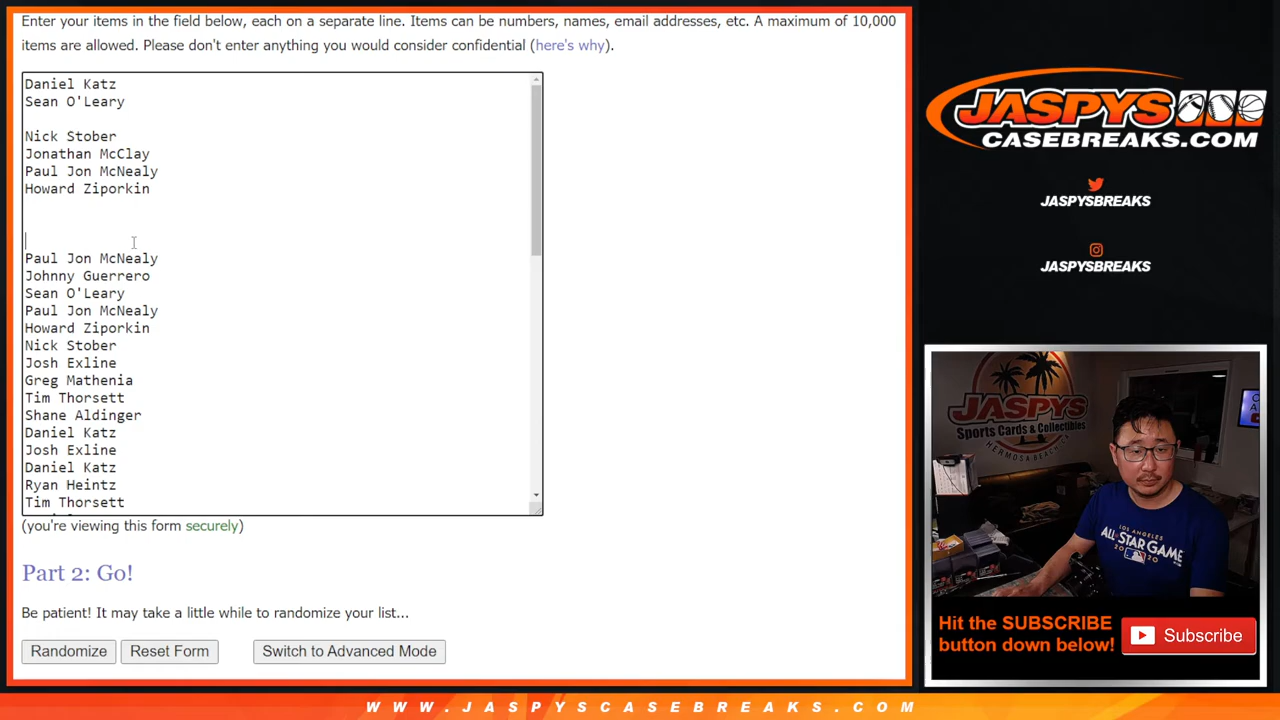 Enter your items in the field below, each on a separate line. Items can be numbers, names, email addresses, etc. A maximum of 10,000
items are allowed. Please don't enter anything you would consider confidential (here's why).
Daniel Katz
Sean O'Leary
Nick Stober
Jonathan McClay
Paul Jon McNealy
Howard Ziporkin
Paul Jon McNealy
Johnny Guerrero
Sean O'Leary
Paul Jon McNealy
Howard Ziporkin
Nick Stober
Josh Exline
Greg Mathenia
Tim Thorsett
Shane Aldinger
Daniel Katz
Josh Exline
Daniel Katz
Ryan Heintz
Tim Thorsett
(you're viewing this form securely)
Part 2: Go!
Be patient! It may take a little while to randomize your list...
Randomize
Reset Form
Switch to Advanced Mode
JASPYS
CASEBREAKS.COM
JASPYSBREAKS
JASPYSBREAKS
JASPYS
Sports Cards & Collectibles
HERMOSA BEACH, CA
LOS ANGELES
ALL STAR GAME
2020
Hit the SUBSCRIBE
button down below!
Subscribe
WWW.JASPYSCASEBREAKS.COM